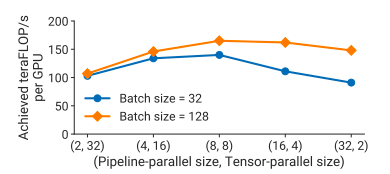 Achieved teraFLOP/s
per GPU
200
150
100
50
0
Batch size = 32
Batch size = 128
(2, 32) (4, 16) (8, 8) (16, 4) (32, 2)
(Pipeline-parallel size, Tensor-parallel size)